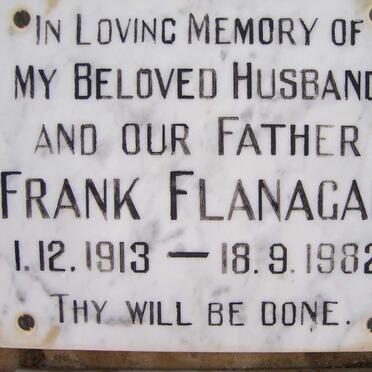 IN LOVING MEMORY OF
MY BELOVED HUSBAND
AND OUR FATHER
FRANK FLANAGA
1.12.1913 — 18.9.1982
THY WILL BE DONE.